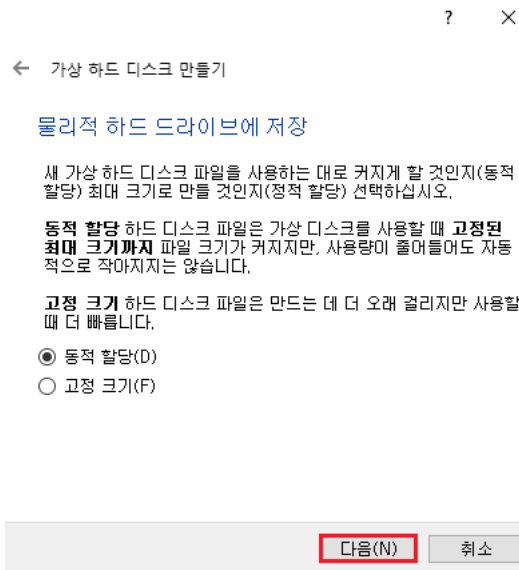 ? ×
← 가상 하드 디스크 만들기
물리적 하드 드라이브에 저장
새 가상 하드 디스크 파일을 사용하는 대로 커지게 할 것인지(동적
할당) 최대 크기로 만들 것인지(정적 할당) 선택하십시오.
동적 할당 하드 디스크 파일은 가상 디스크를 사용할 때 고정된
최대 크기까지 파일 크기가 커지지만, 사용량이 줄어들어도 자동
적으로 작아지지는 않습니다.
고정 크기 하드 디스크 파일은 만드는 데 더 오래 걸리지만 사용할
때 더 빠릅니다.
동적 할당(D)
고정 크기(F)
다음(N) 취소